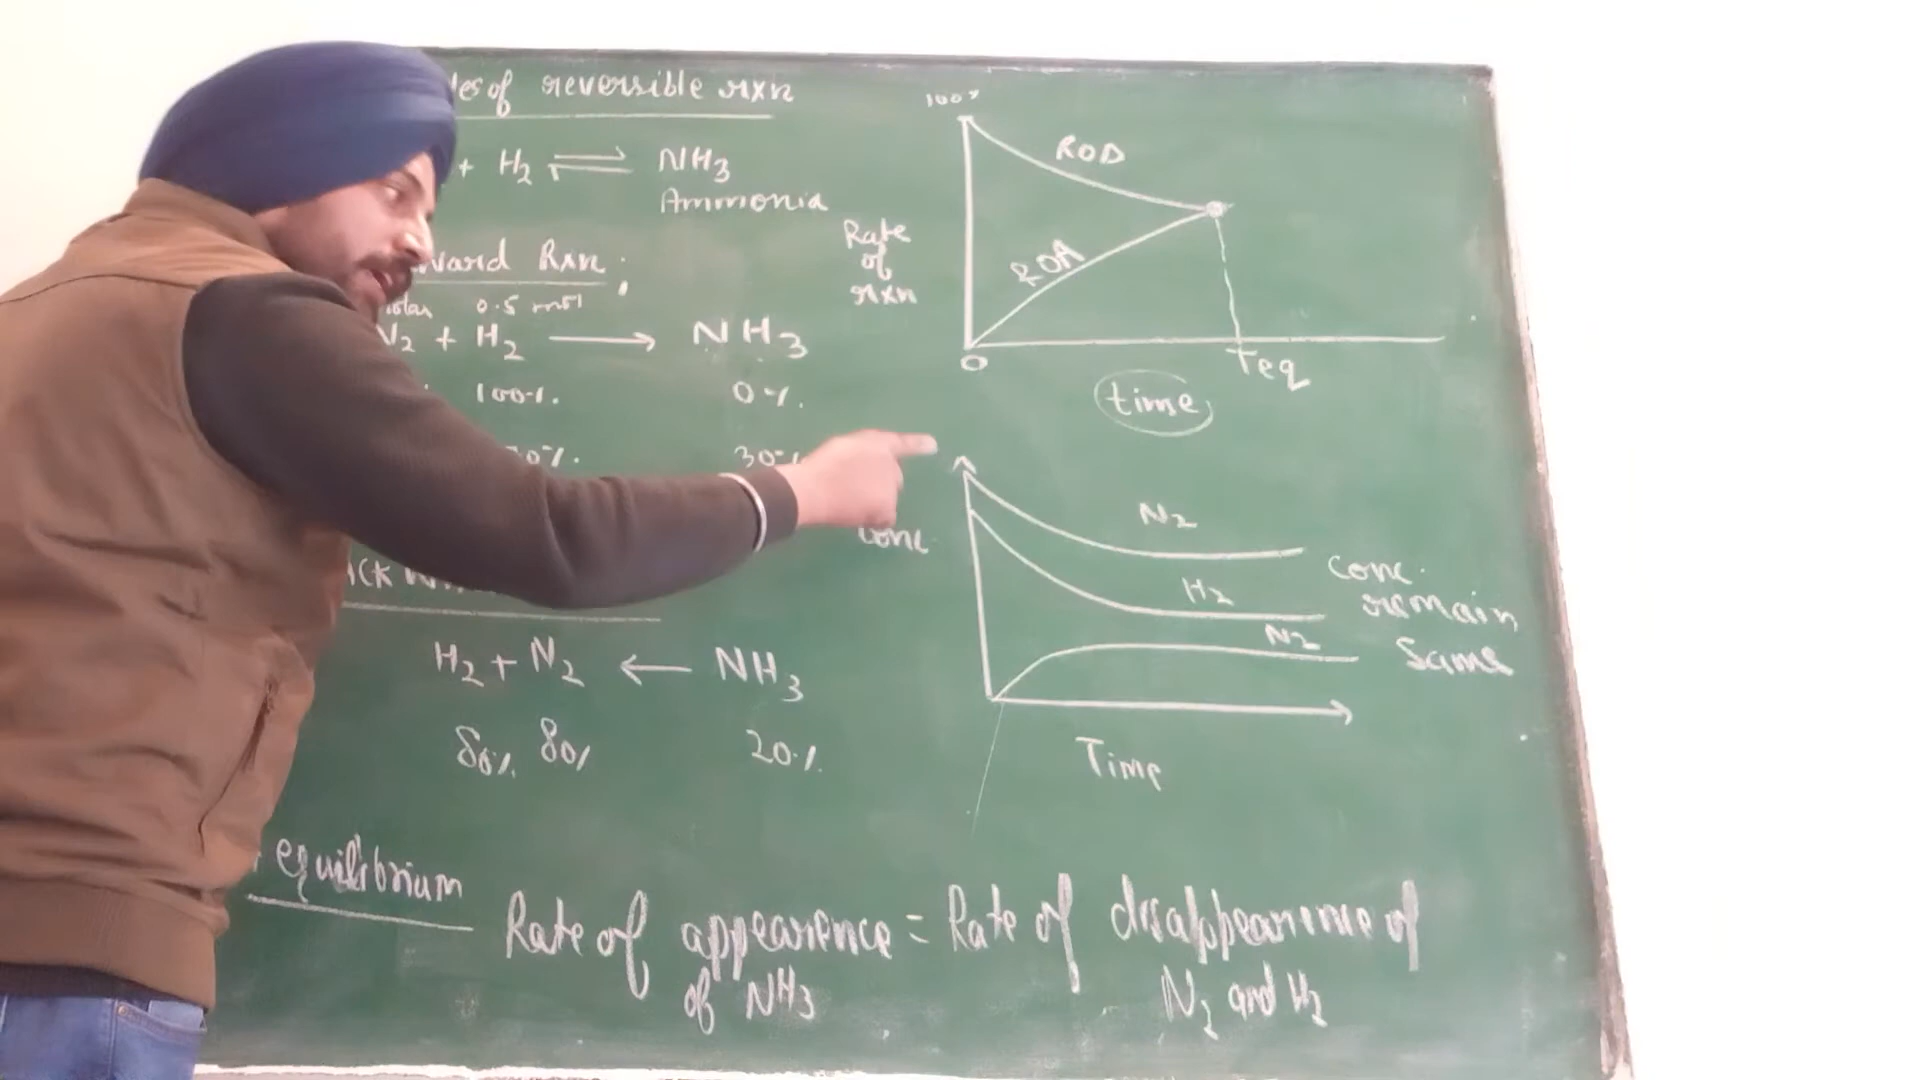 of reversible rxn
+ H2 ⇌ NH3
Ammonia
ward Rxn.
0.5 mol
N2 + H2 → NH3
100%. 0%.
0%. 30%
H2 + N2 ← NH3
80%. 80% 20%.
equilibrium
Rate of appearence = Rate of disappearence of
of NH3 N2 and H2
100%
ROD
Rate
of
rxn
ROA
0
Teq
time
N2
Conc
H2
N2
Conc.
remain
Same
Time